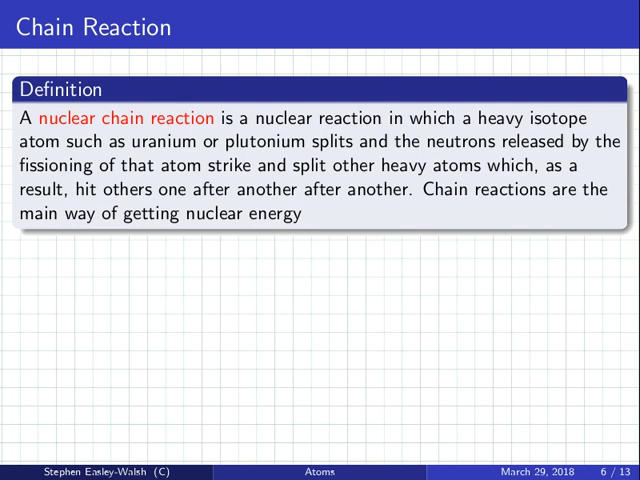 Chain Reaction
Definition
A nuclear chain reaction is a nuclear reaction in which a heavy isotope
atom such as uranium or plutonium splits and the neutrons released by the
fissioning of that atom strike and split other heavy atoms which, as a
result, hit others one after another after another. Chain reactions are the
main way of getting nuclear energy
Stephen Easley-Walsh (C) Atoms March 29, 2018 6 / 13